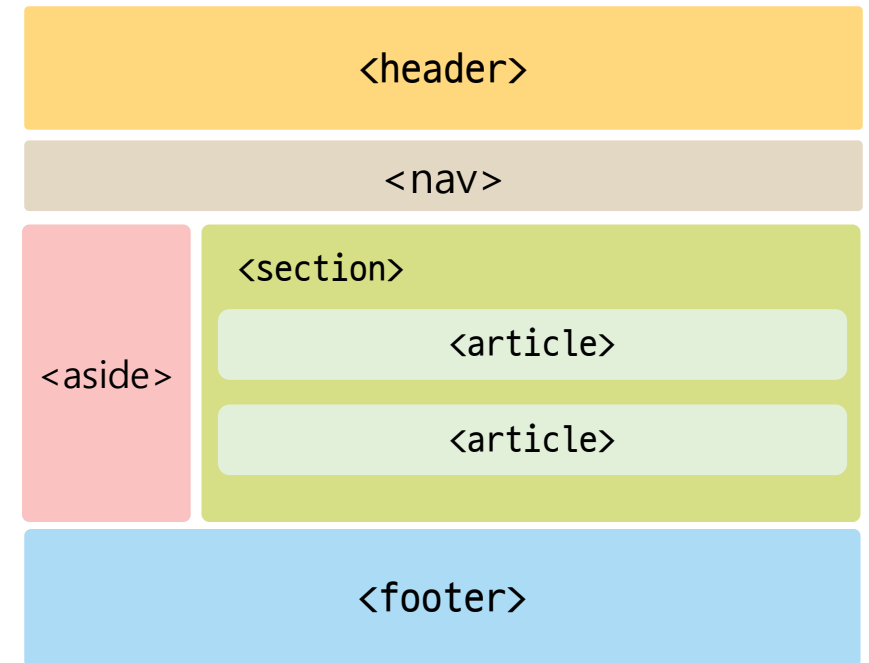 <header>
<nav>
<aside>
<section>
<article>
<article>
<footer>